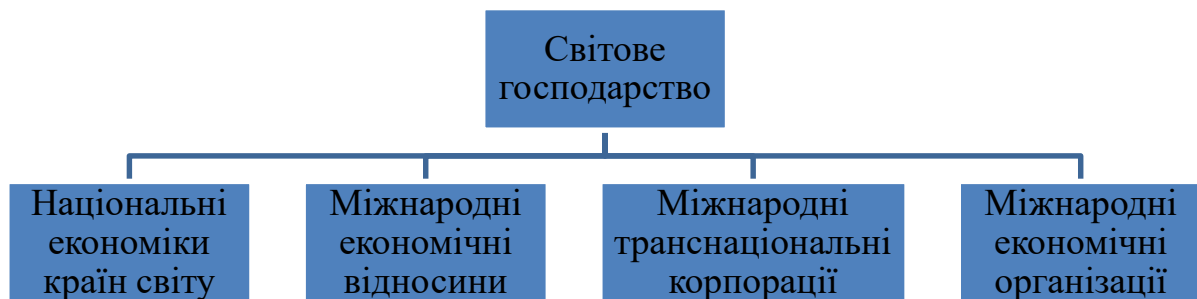 Світове
господарство
Національні
економіки
країн світу
Міжнародні
економічні
відносини
Міжнародні
транснаціональні
корпорації
Міжнародні
економічні
організації